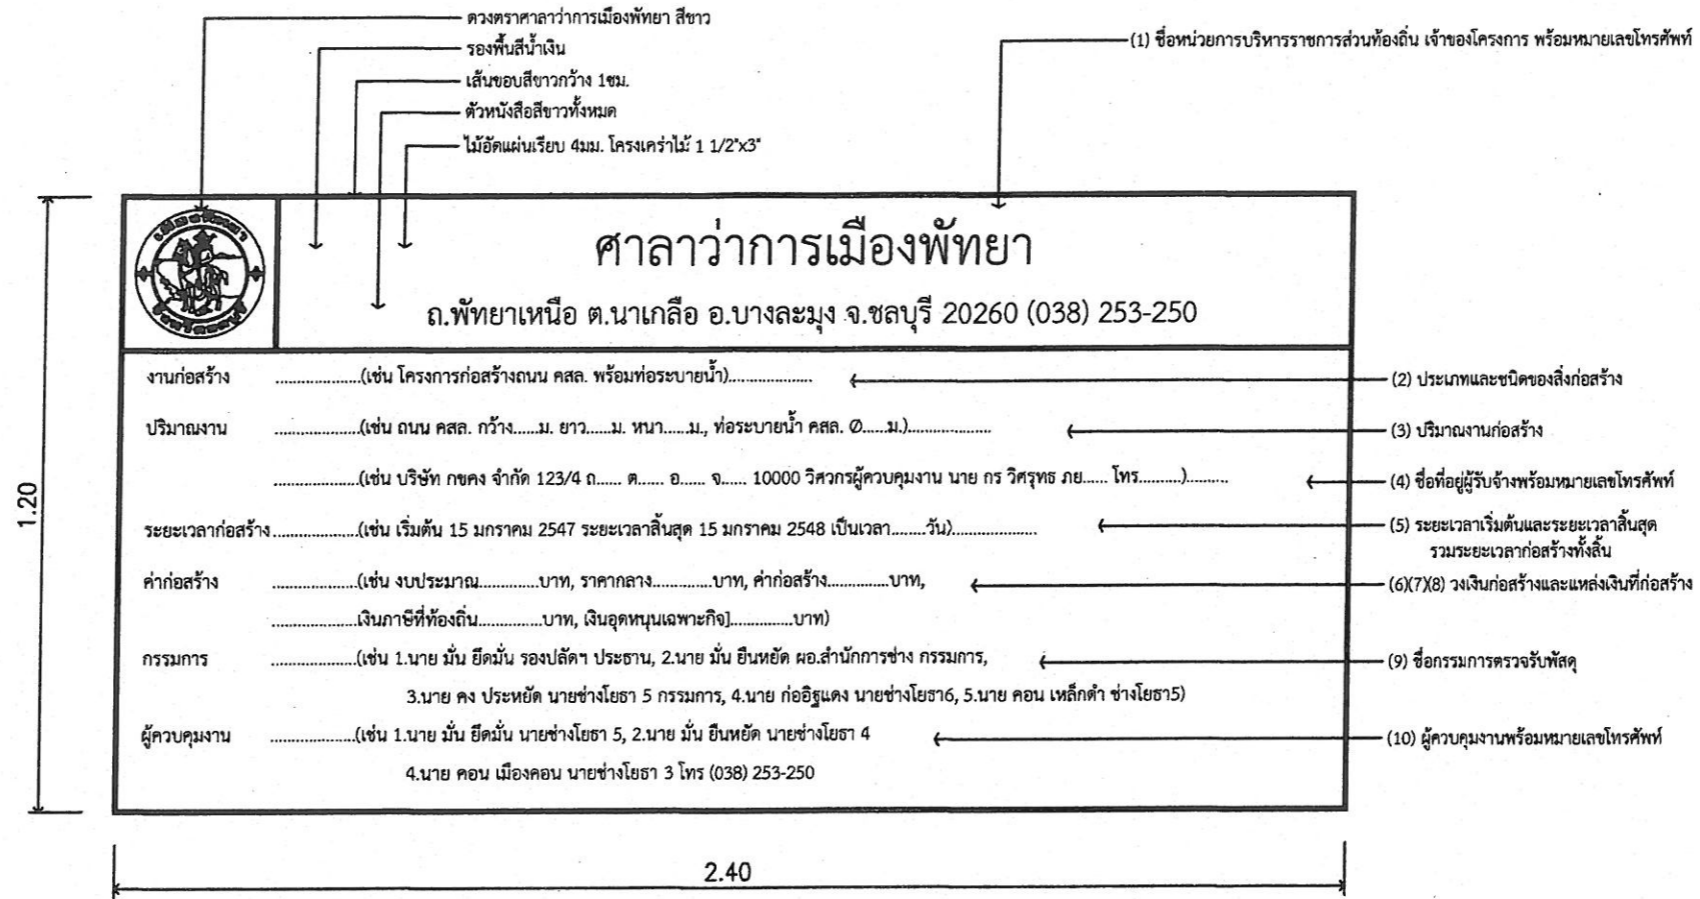 ดวงตราศาลาว่าการเมืองพัทยา สีขาว
รองพื้นสีน้ำเงิน
เส้นขอบสีขาวกว้าง 1ซม.
ตัวหนังสือสีขาวทั้งหมด
ไม้อัดแผ่นเรียบ 4มม. โครงเคร่าไม้ 1 1/2"x3"
(1) ชื่อหน่วยการบริหารราชการส่วนท้องถิ่น เจ้าของโครงการ พร้อมหมายเลขโทรศัพท์
เมืองพัทยา
จังหวัดชลบุรี
ศาลาว่าการเมืองพัทยา
ถ.พัทยาเหนือ ต.นาเกลือ อ.บางละมุง จ.ชลบุรี 20260 (038) 253-250
งานก่อสร้าง ....................(เช่น โครงการก่อสร้างถนน คสล. พร้อมท่อระบายน้ำ)................... (2) ประเภทและชนิดของสิ่งก่อสร้าง
ปริมาณงาน ...................(เช่น ถนน คสล. กว้าง......ม. ยาว......ม. หนา......ม., ท่อระบายน้ำ คสล. Ø......ม.)................... (3) ปริมาณงานก่อสร้าง
...................(เช่น บริษัท กขคง จำกัด 123/4 ถ...... ต...... อ...... จ...... 10000 วิศวกรผู้ควบคุมงาน นาย กร วิศรุทธ ภย...... โทร..........).......... (4) ชื่อที่อยู่ผู้รับจ้างพร้อมหมายเลขโทรศัพท์
ระยะเวลาก่อสร้าง ...................(เช่น เริ่มต้น 15 มกราคม 2547 ระยะเวลาสิ้นสุด 15 มกราคม 2548 เป็นเวลา........วัน)................... (5) ระยะเวลาเริ่มต้นและระยะเวลาสิ้นสุด
รวมระยะเวลาก่อสร้างทั้งสิ้น
ค่าก่อสร้าง ...................(เช่น งบประมาณ.............บาท, ราคากลาง.............บาท, ค่าก่อสร้าง.............บาท, (6)(7)(8) วงเงินก่อสร้างและแหล่งเงินที่ก่อสร้าง
...................เงินภาษีที่ท้องถิ่น..............บาท, เงินอุดหนุนเฉพาะกิจ]..............บาท)
กรรมการ ...................(เช่น 1.นาย มั่น ยึดมั่น รองปลัดฯ ประธาน, 2.นาย มั่น ยืนหยัด ผอ.สำนักการช่าง กรรมการ, (9) ชื่อกรรมการตรวจรับพัสดุ
3.นาย คง ประหยัด นายช่างโยธา 5 กรรมการ, 4.นาย ก่ออิฐแดง นายช่างโยธา6, 5.นาย คอน เหล็กดำ ช่างโยธา5)
ผู้ควบคุมงาน ...................(เช่น 1.นาย มั่น ยึดมั่น นายช่างโยธา 5, 2.นาย มั่น ยืนหยัด นายช่างโยธา 4 (10) ผู้ควบคุมงานพร้อมหมายเลขโทรศัพท์
4.นาย คอน เมืองคอน นายช่างโยธา 3 โทร (038) 253-250
1.20
2.40